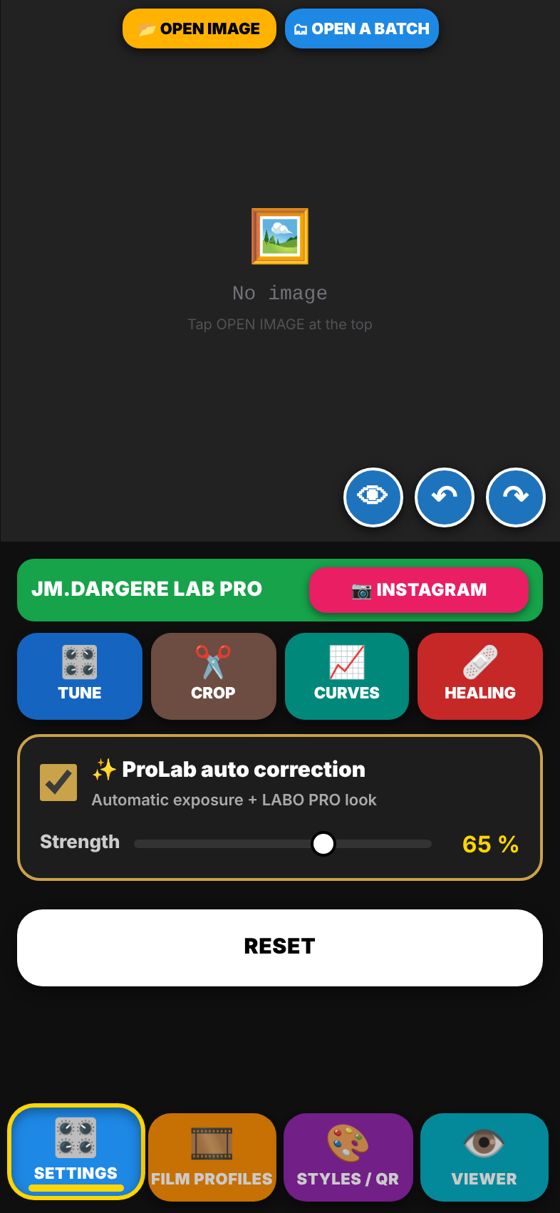 OPEN IMAGE
OPEN A BATCH
No image
Tap OPEN IMAGE at the top
JM.DARGERE LAB PRO
INSTAGRAM
TUNE
CROP
CURVES
HEALING
ProLab auto correction
Automatic exposure + LABO PRO look
Strength
65 %
RESET
SETTINGS
FILM PROFILES
STYLES / QR
VIEWER